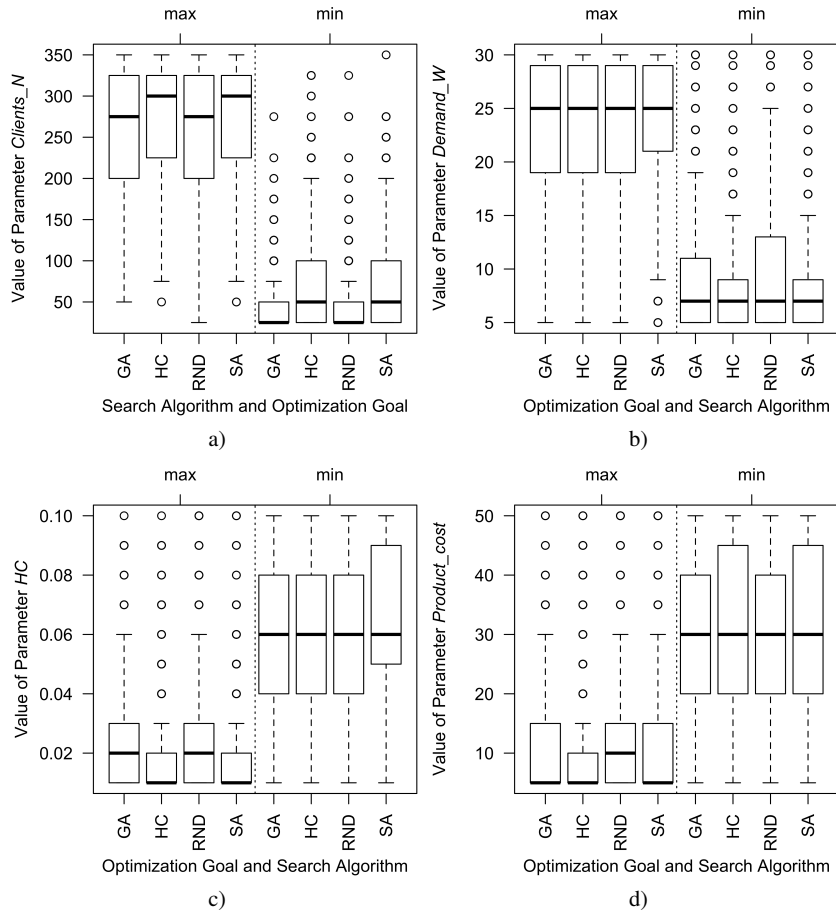 max min
Value of Parameter Clients_N
350
300
250
200
150
100
50
GA HC RND SA GA HC RND SA
Search Algorithm and Optimization Goal
a)
max min
Value of Parameter Demand_W
30
25
20
15
10
5
GA HC RND SA GA HC RND SA
Optimization Goal and Search Algorithm
b)
max min
Value of Parameter HC
0.10
0.08
0.06
0.04
0.02
GA HC RND SA GA HC RND SA
Optimization Goal and Search Algorithm
c)
max min
Value of Parameter Product_cost
50
40
30
20
10
GA HC RND SA GA HC RND SA
Optimization Goal and Search Algorithm
d)